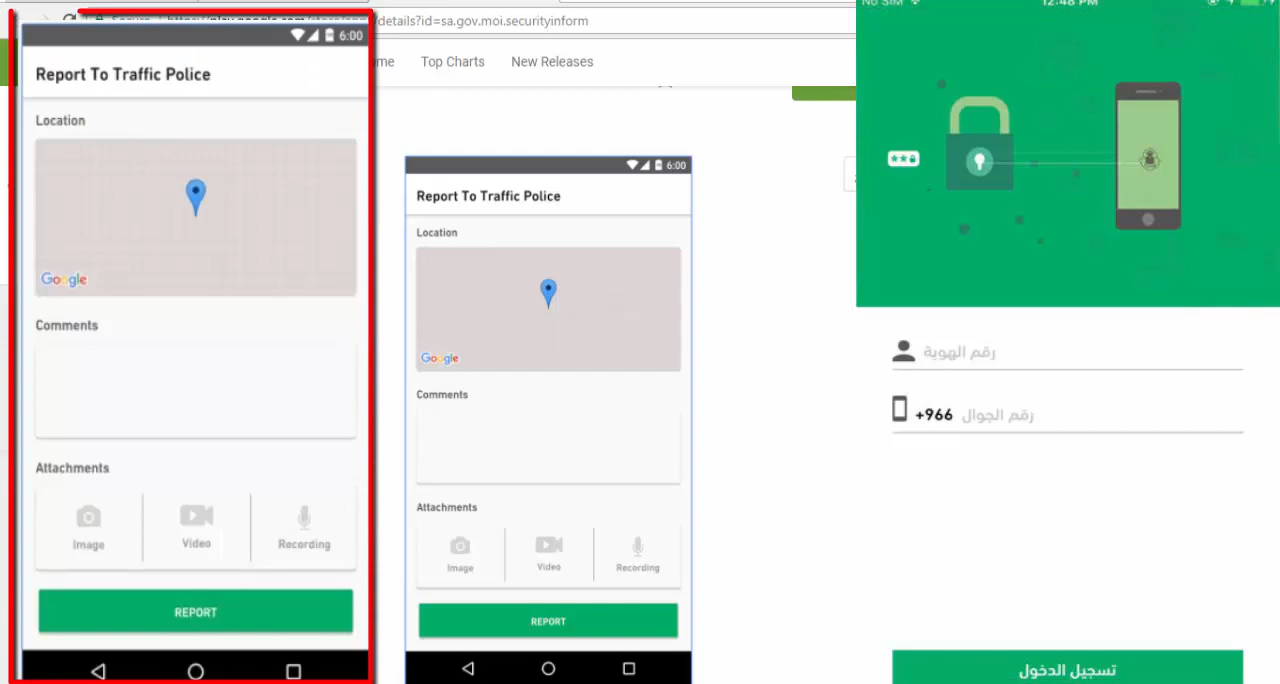 details?id=sa.gov.moi.securityinform
Top Charts
New Releases
6:00
Report To Traffic Police
Location
Google
Comments
Attachments
Image
Video
Recording
REPORT
6:00
Report To Traffic Police
Location
Google
Comments
Attachments
Image
Video
Recording
REPORT
No SIM
12:48 PM
رقم الهوية
+966 رقم الجوال
تسجيل الدخول